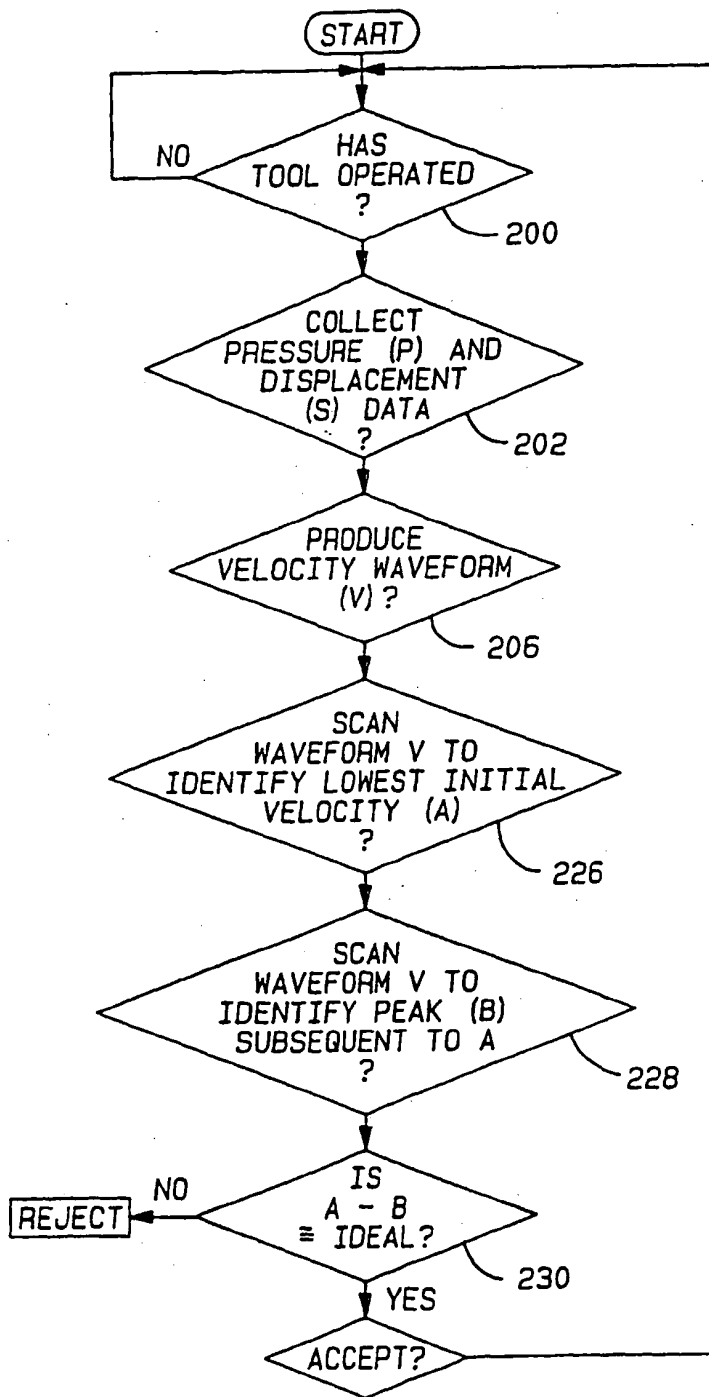 START
HAS
TOOL OPERATED
?
NO
200
COLLECT
PRESSURE (P) AND
DISPLACEMENT
(S) DATA
?
202
PRODUCE
VELOCITY WAVEFORM
(V)?
206
SCAN
WAVEFORM V TO
IDENTIFY LOWEST INITIAL
VELOCITY (A)
?
226
SCAN
WAVEFORM V TO
IDENTIFY PEAK (B)
SUBSEQUENT TO A
?
228
IS
A - B
≅ IDEAL?
NO
REJECT
230
YES
ACCEPT?